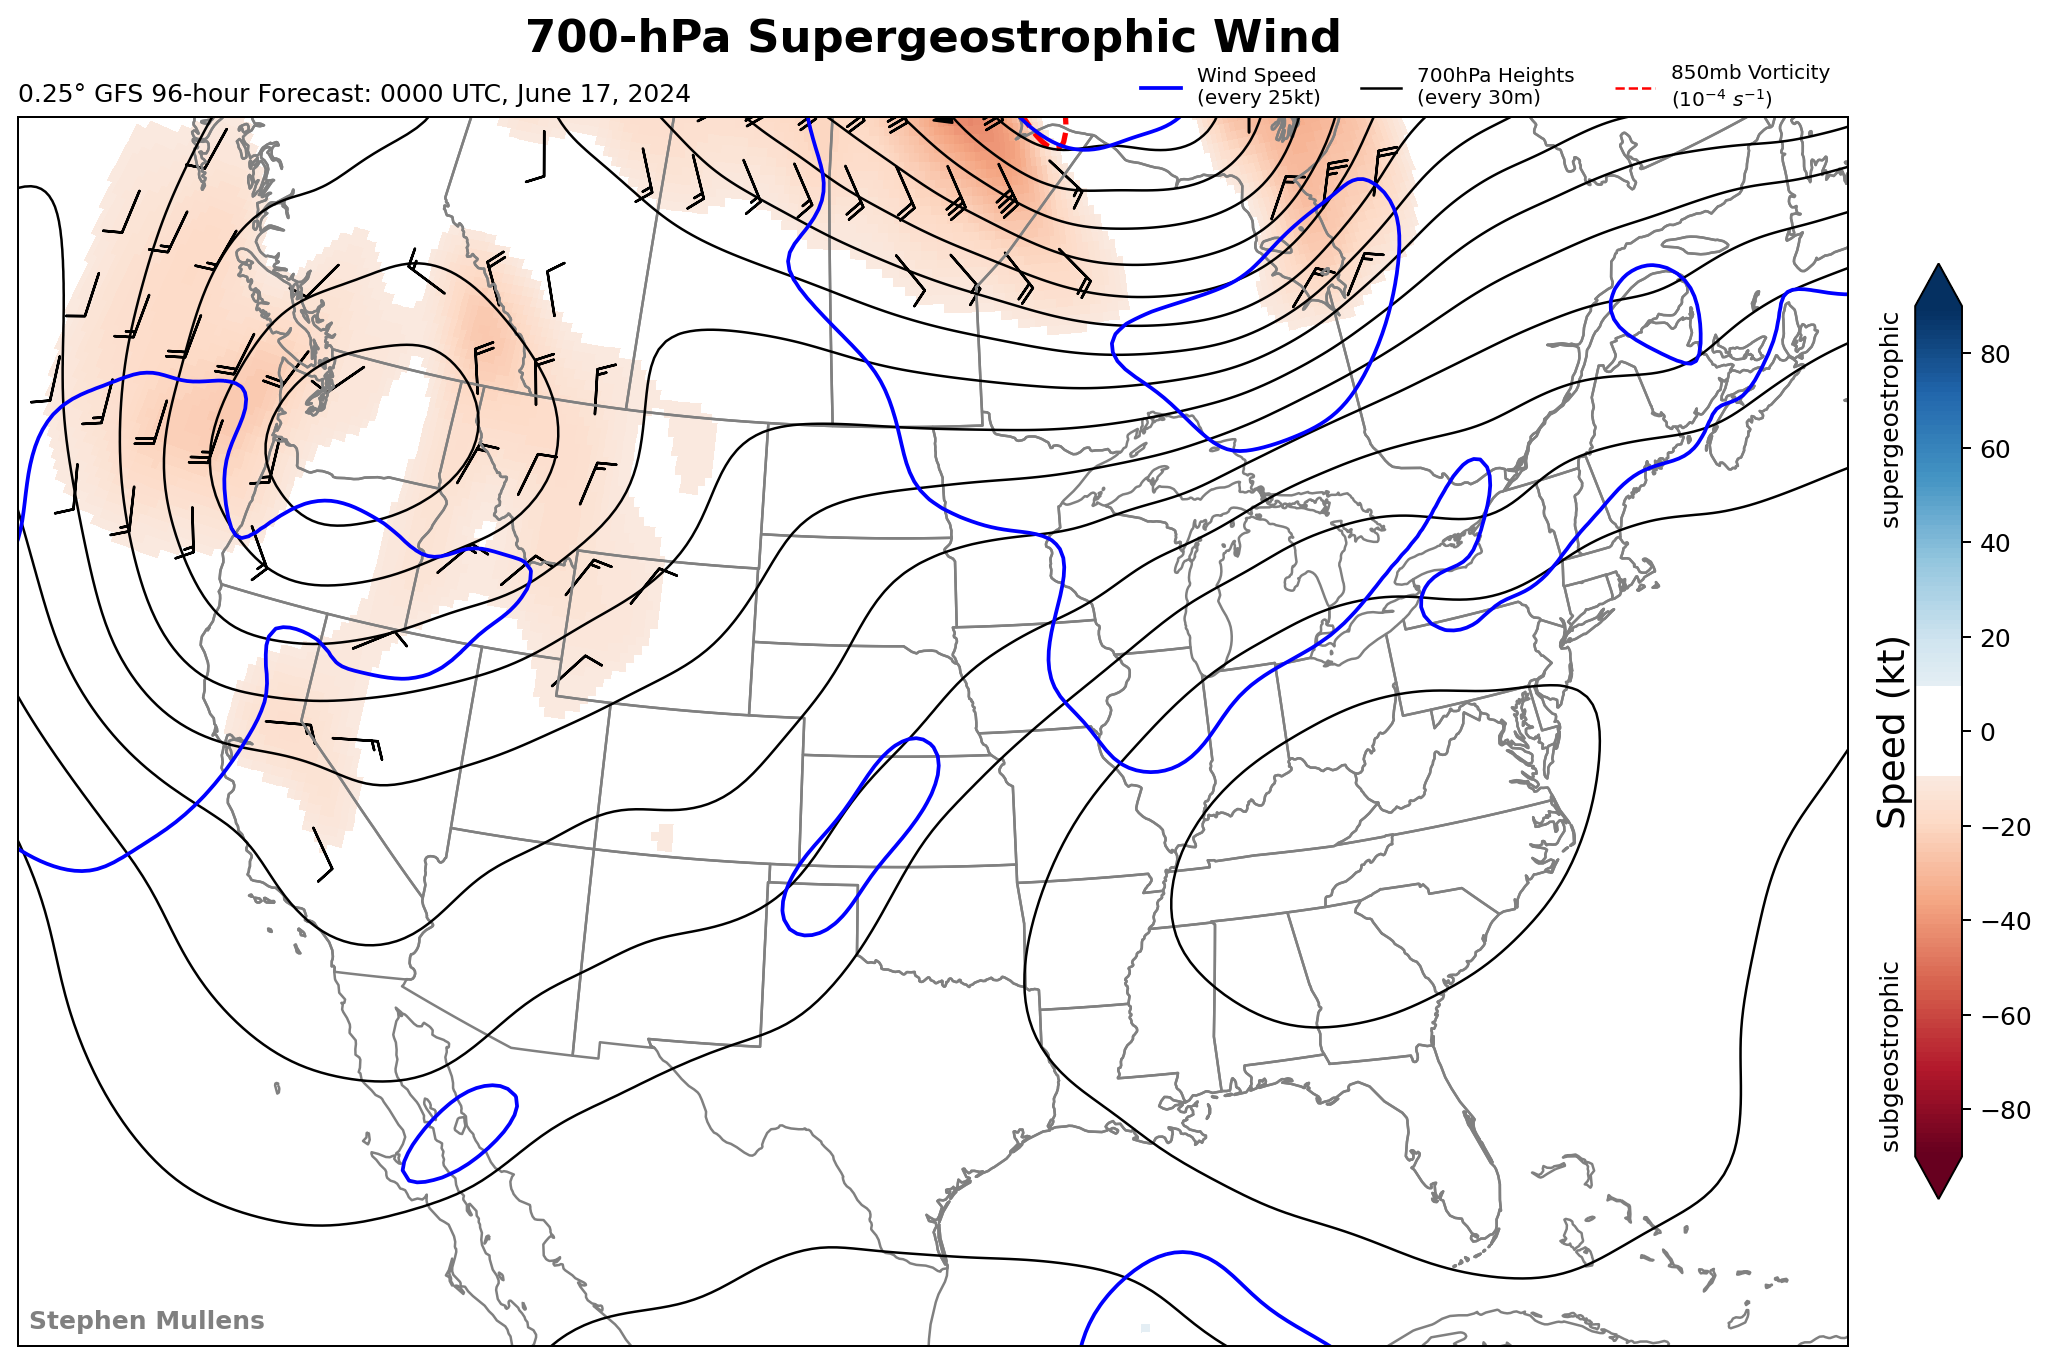 700-hPa Supergeostrophic Wind
0.25° GFS 96-hour Forecast: 0000 UTC, June 17, 2024
Wind Speed
(every 25kt)
700hPa Heights
(every 30m)
850mb Vorticity
(10⁻⁴ s⁻¹)
supergeostrophic
Speed (kt)
subgeostrophic
80
60
40
20
0
−20
−40
−60
−80
Stephen Mullens